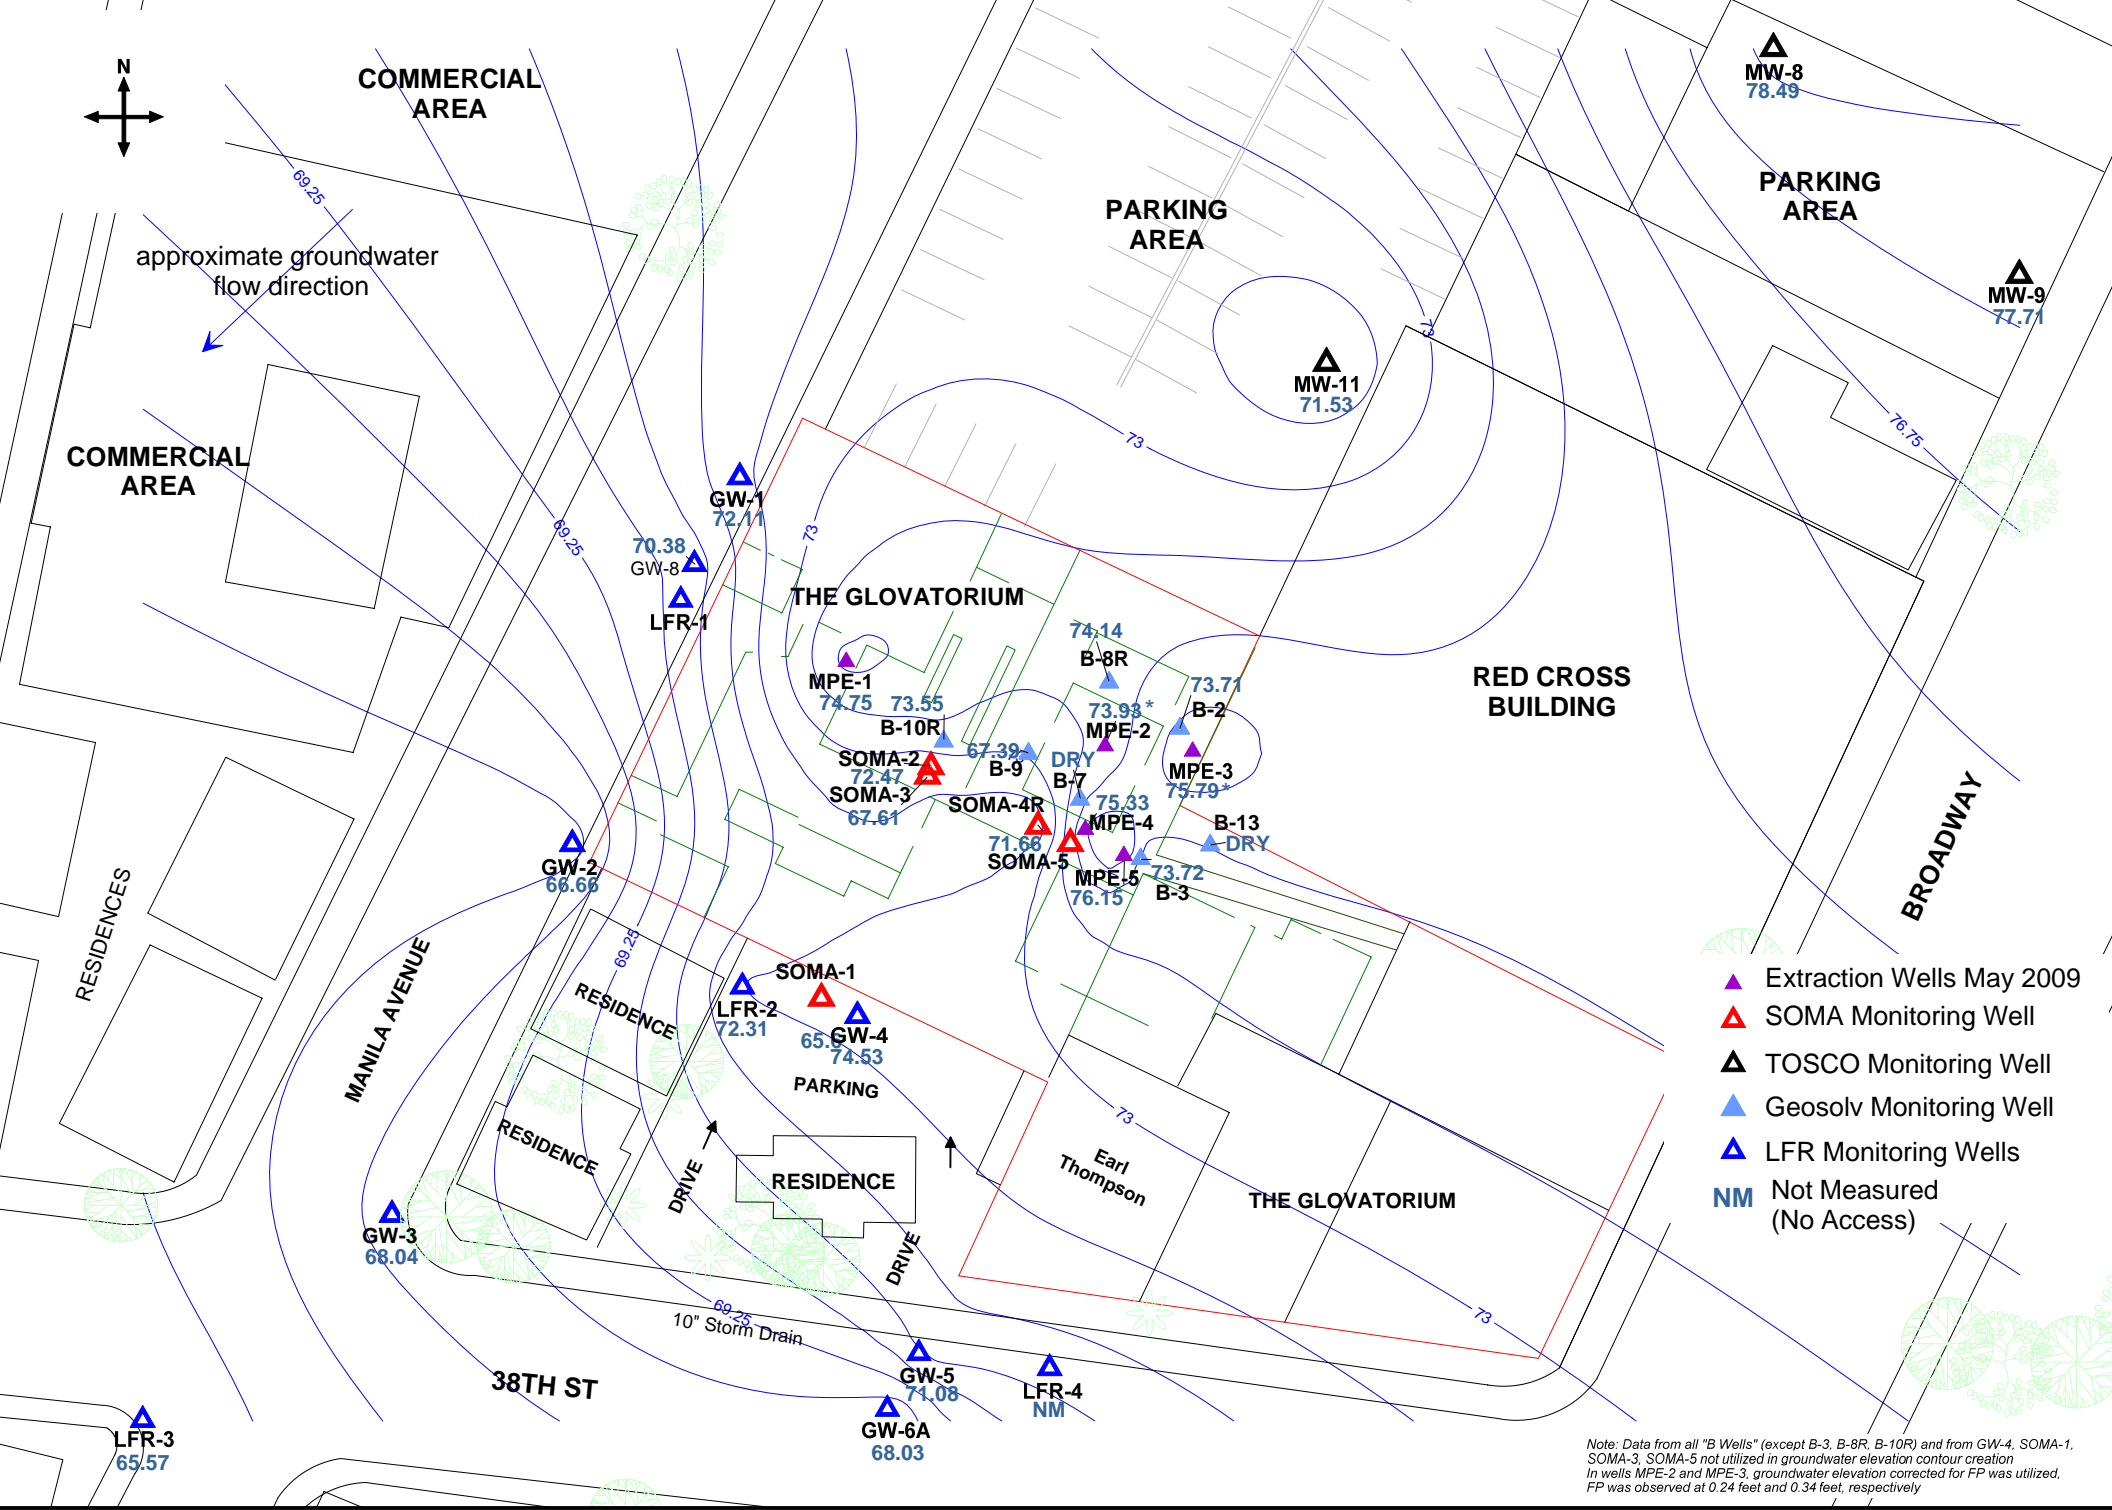 N
COMMERCIAL
AREA
69.25
approximate groundwater
flow direction
COMMERCIAL
AREA
69.25
PARKING
AREA
73
73
73
MW-8
78.49
PARKING
AREA
MW-9
77.71
MW-11
71.53
76.75
GW-1
72.11
70.38
GW-8
LFR-1
THE GLOVATORIUM
MPE-1
74.75
73.55
B-10R
74.14
B-8R
73.71
B-2
73.93*
MPE-2
67.39
B-9
DRY
B-7
MPE-3
75.79*
SOMA-2
72.47
SOMA-3
67.61
SOMA-4R
71.66
SOMA-5
75.33
MPE-4
MPE-5
76.15
B-13
DRY
73.72
B-3
RED CROSS
BUILDING
BROADWAY
GW-2
66.66
RESIDENCES
MANILA AVENUE
69.25
RESIDENCE
RESIDENCE
LFR-2
72.31
SOMA-1
GW-4
74.53
PARKING
DRIVE
RESIDENCE
DRIVE
73
Earl
Thompson
THE GLOVATORIUM
73
GW-3
68.04
69.25
10" Storm Drain
38TH ST
GW-5
71.08
GW-6A
68.03
LFR-4
NM
LFR-3
65.57
Extraction Wells May 2009
SOMA Monitoring Well
TOSCO Monitoring Well
Geosolv Monitoring Well
LFR Monitoring Wells
NM Not Measured
(No Access)
Note: Data from all "B Wells" (except B-3, B-8R, B-10R) and from GW-4, SOMA-1,
SOMA-3, SOMA-5 not utilized in groundwater elevation contour creation
In wells MPE-2 and MPE-3, groundwater elevation corrected for FP was utilized,
FP was observed at 0.24 feet and 0.34 feet, respectively